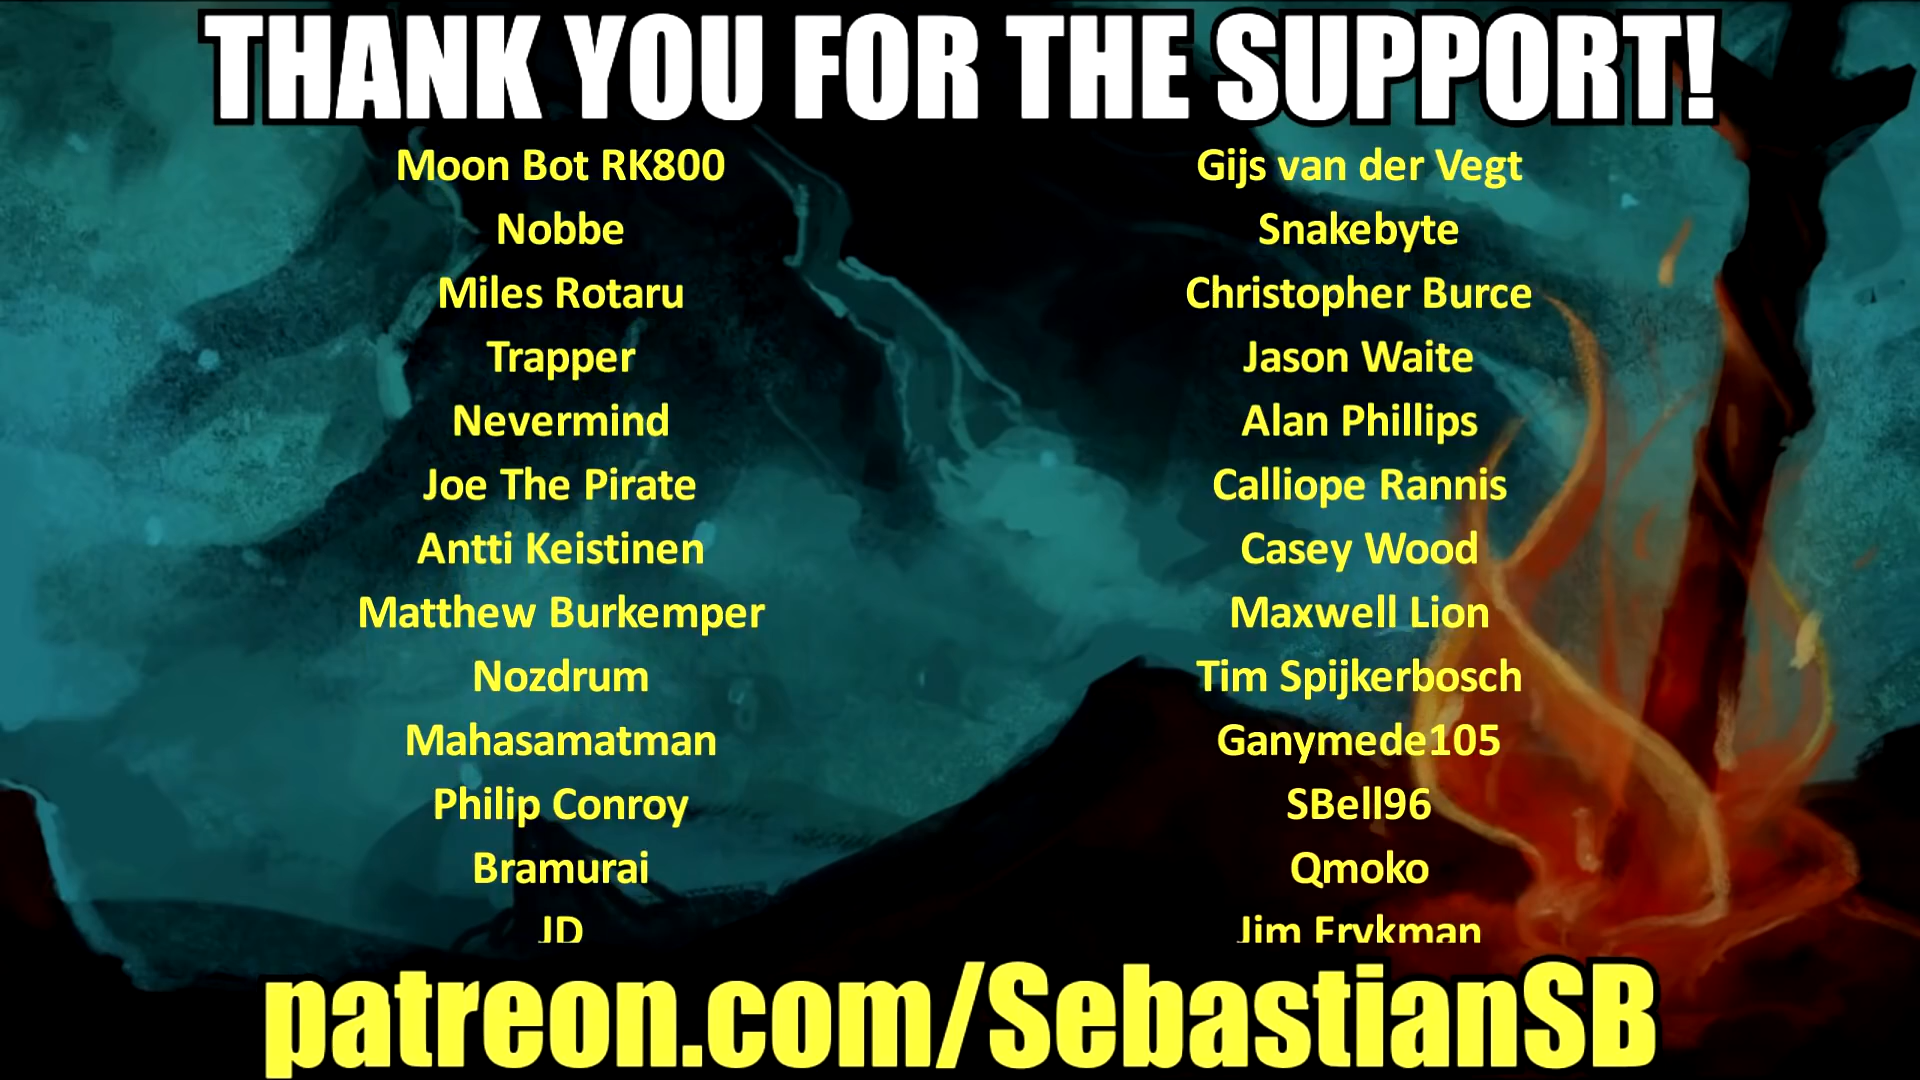 THANK YOU FOR THE SUPPORT!
Moon Bot RK800
Nobbe
Miles Rotaru
Trapper
Nevermind
Joe The Pirate
Antti Keistinen
Matthew Burkemper
Nozdrum
Mahasamatman
Philip Conroy
Bramurai
JD
Gijs van der Vegt
Snakebyte
Christopher Burce
Jason Waite
Alan Phillips
Calliope Rannis
Casey Wood
Maxwell Lion
Tim Spijkerbosch
Ganymede105
SBell96
Qmoko
Jim Frykman
patreon.com/SebastianSB